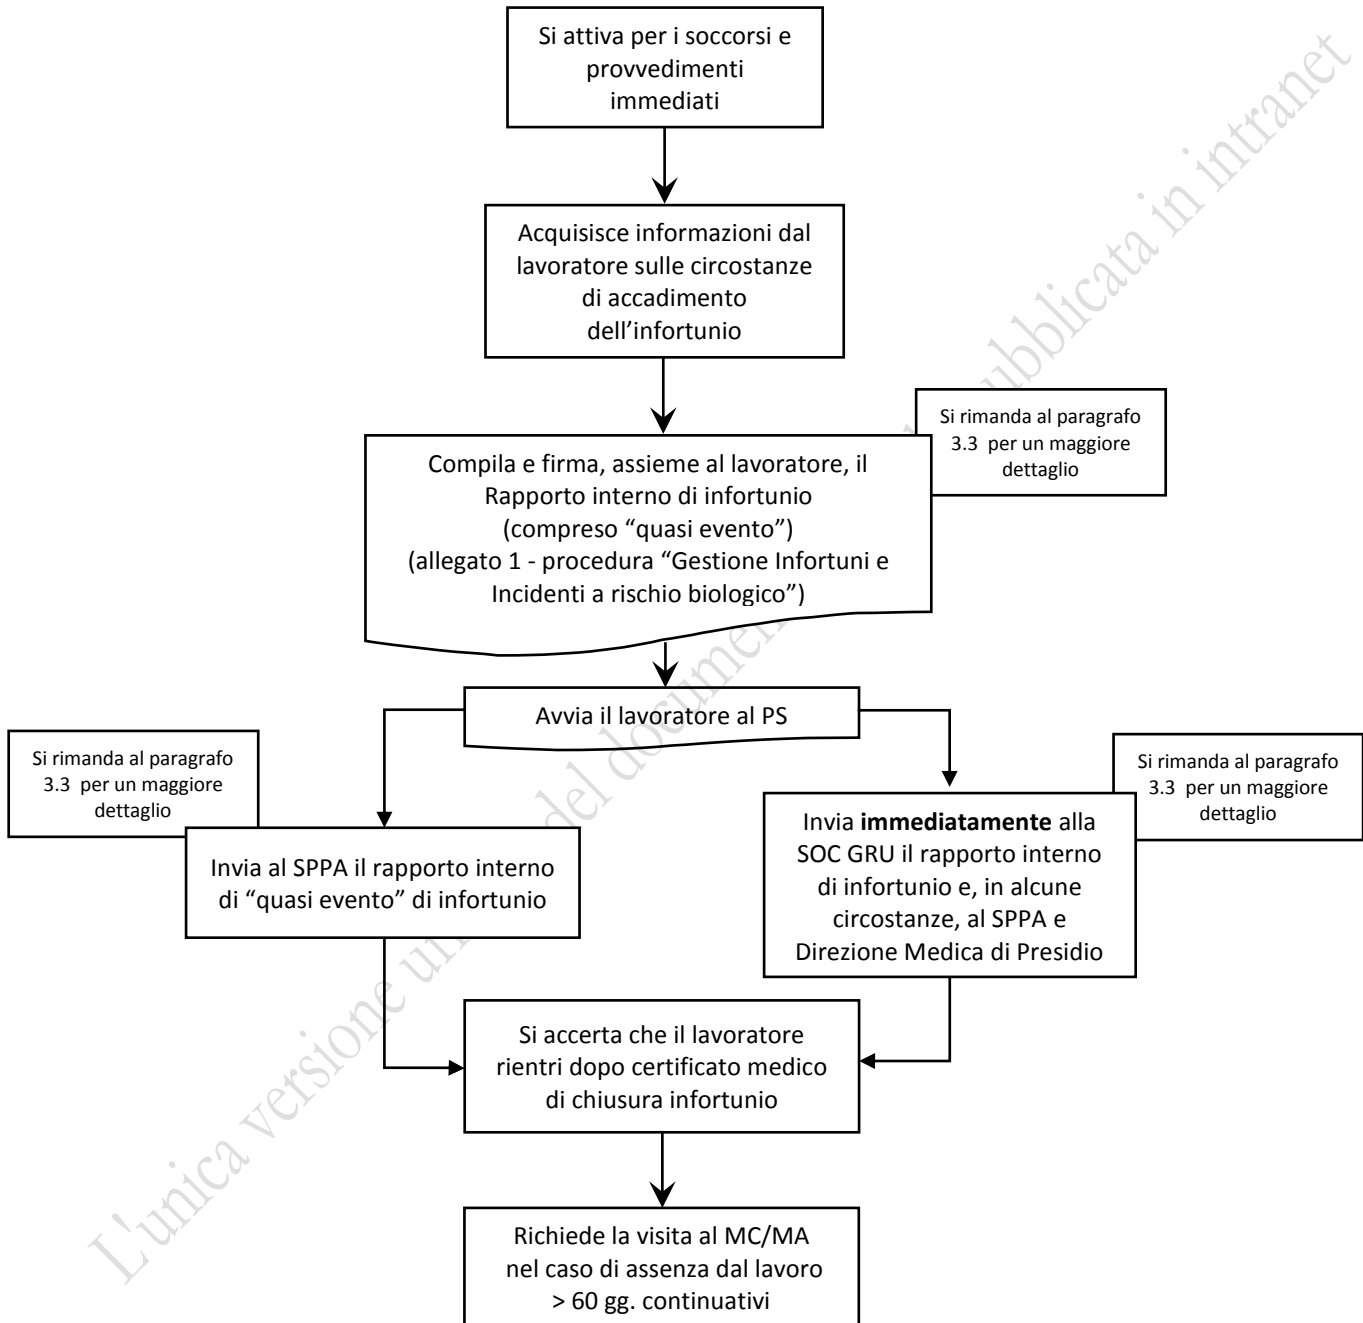 Si attiva per i soccorsi e
provvedimenti
immediati
Acquisisce informazioni dal
lavoratore sulle circostanze
di accadimento
dell’infortunio
Si rimanda al paragrafo
3.3 per un maggiore
dettaglio
Compila e firma, assieme al lavoratore, il
Rapporto interno di infortunio
(compreso “quasi evento”)
(allegato 1 - procedura “Gestione Infortuni e
Incidenti a rischio biologico”)
Avvia il lavoratore al PS
Si rimanda al paragrafo
3.3 per un maggiore
dettaglio
Invia al SPPA il rapporto interno
di “quasi evento” di infortunio
Si rimanda al paragrafo
3.3 per un maggiore
dettaglio
Invia immediatamente alla
SOC GRU il rapporto interno
di infortunio e, in alcune
circostanze, al SPPA e
Direzione Medica di Presidio
Si accerta che il lavoratore
rientri dopo certificato medico
di chiusura infortunio
Richiede la visita al MC/MA
nel caso di assenza dal lavoro
> 60 gg. continuativi
L'unica versione del in intranet